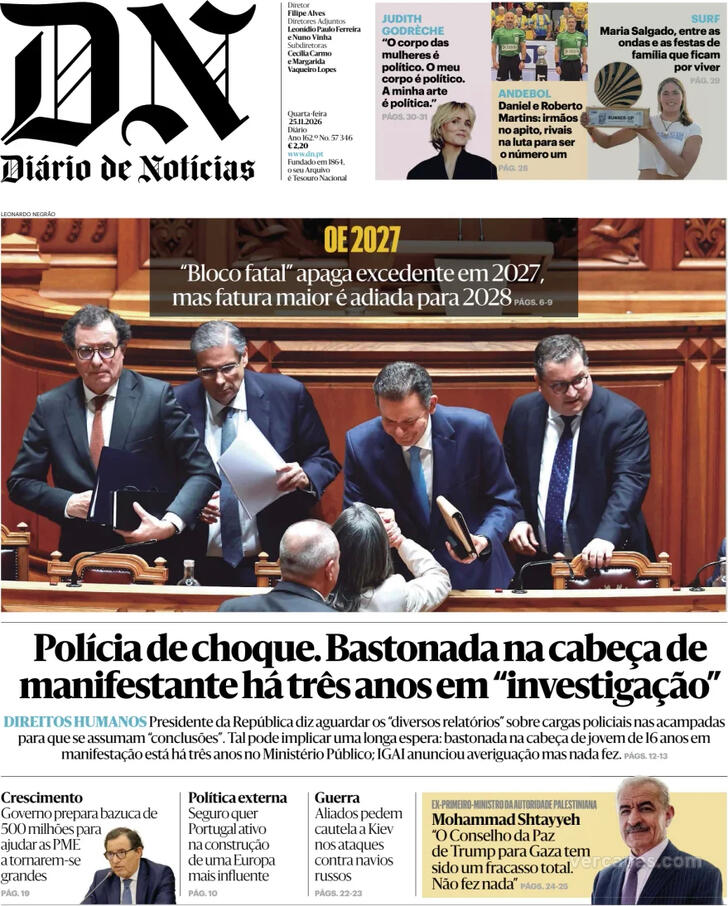 DN
Diário de Notícias
Diretor
Filipe Alves
Diretores Adjuntos
Leonídio Paulo Ferreira
e Nuno Vinha
Subdiretoras
Cecília Carmo
e Margarida
Vaqueiro Lopes
Quarta-feira
25.11.2026
Diário
Ano 162.º No. 57 346
€ 2,20
www.dn.pt
Fundado em 1864,
o seu Arquivo
é Tesouro Nacional
JUDITH
GODRÈCHE
“O corpo das
mulheres é
político. O meu
corpo é político.
A minha arte
é política.”
PÁGS. 30-31
ANDEBOL
Daniel e Roberto
Martins: irmãos
no apito, rivais
na luta para ser
o número um
PÁG. 28
SURF
Maria Salgado, entre as
ondas e as festas de
família que ficam
por viver
PÁG. 29
RUNNER-UP
LEONARDO NEGRÃO
OE 2027
“Bloco fatal” apaga excedente em 2027,
mas fatura maior é adiada para 2028 PÁGS. 6-9
Polícia de choque. Bastonada na cabeça de
manifestante há três anos em “investigação”
DIREITOS HUMANOS Presidente da República diz aguardar os “diversos relatórios” sobre cargas policiais nas acampadas
para que se assumam “conclusões”. Tal pode implicar uma longa espera: bastonada na cabeça de jovem de 16 anos em
manifestação está há três anos no Ministério Público; IGAI anunciou averiguação mas nada fez. PÁGS. 12-13
Crescimento
Governo prepara bazuca de
500 milhões para
ajudar as PME
a tornarem-se
grandes
PÁG. 19
Política externa
Seguro quer
Portugal ativo
na construção
de uma Europa
mais influente
PÁG. 10
Guerra
Aliados pedem
cautela a Kiev
nos ataques
contra navios
russos
PÁGS. 22-23
EX-PRIMEIRO-MINISTRO DA AUTORIDADE PALESTINIANA
Mohammad Shtayyeh
“O Conselho da Paz
de Trump para Gaza tem
sido um fracasso total.
Não fez nada” PÁGS. 24-25
vercapas.com